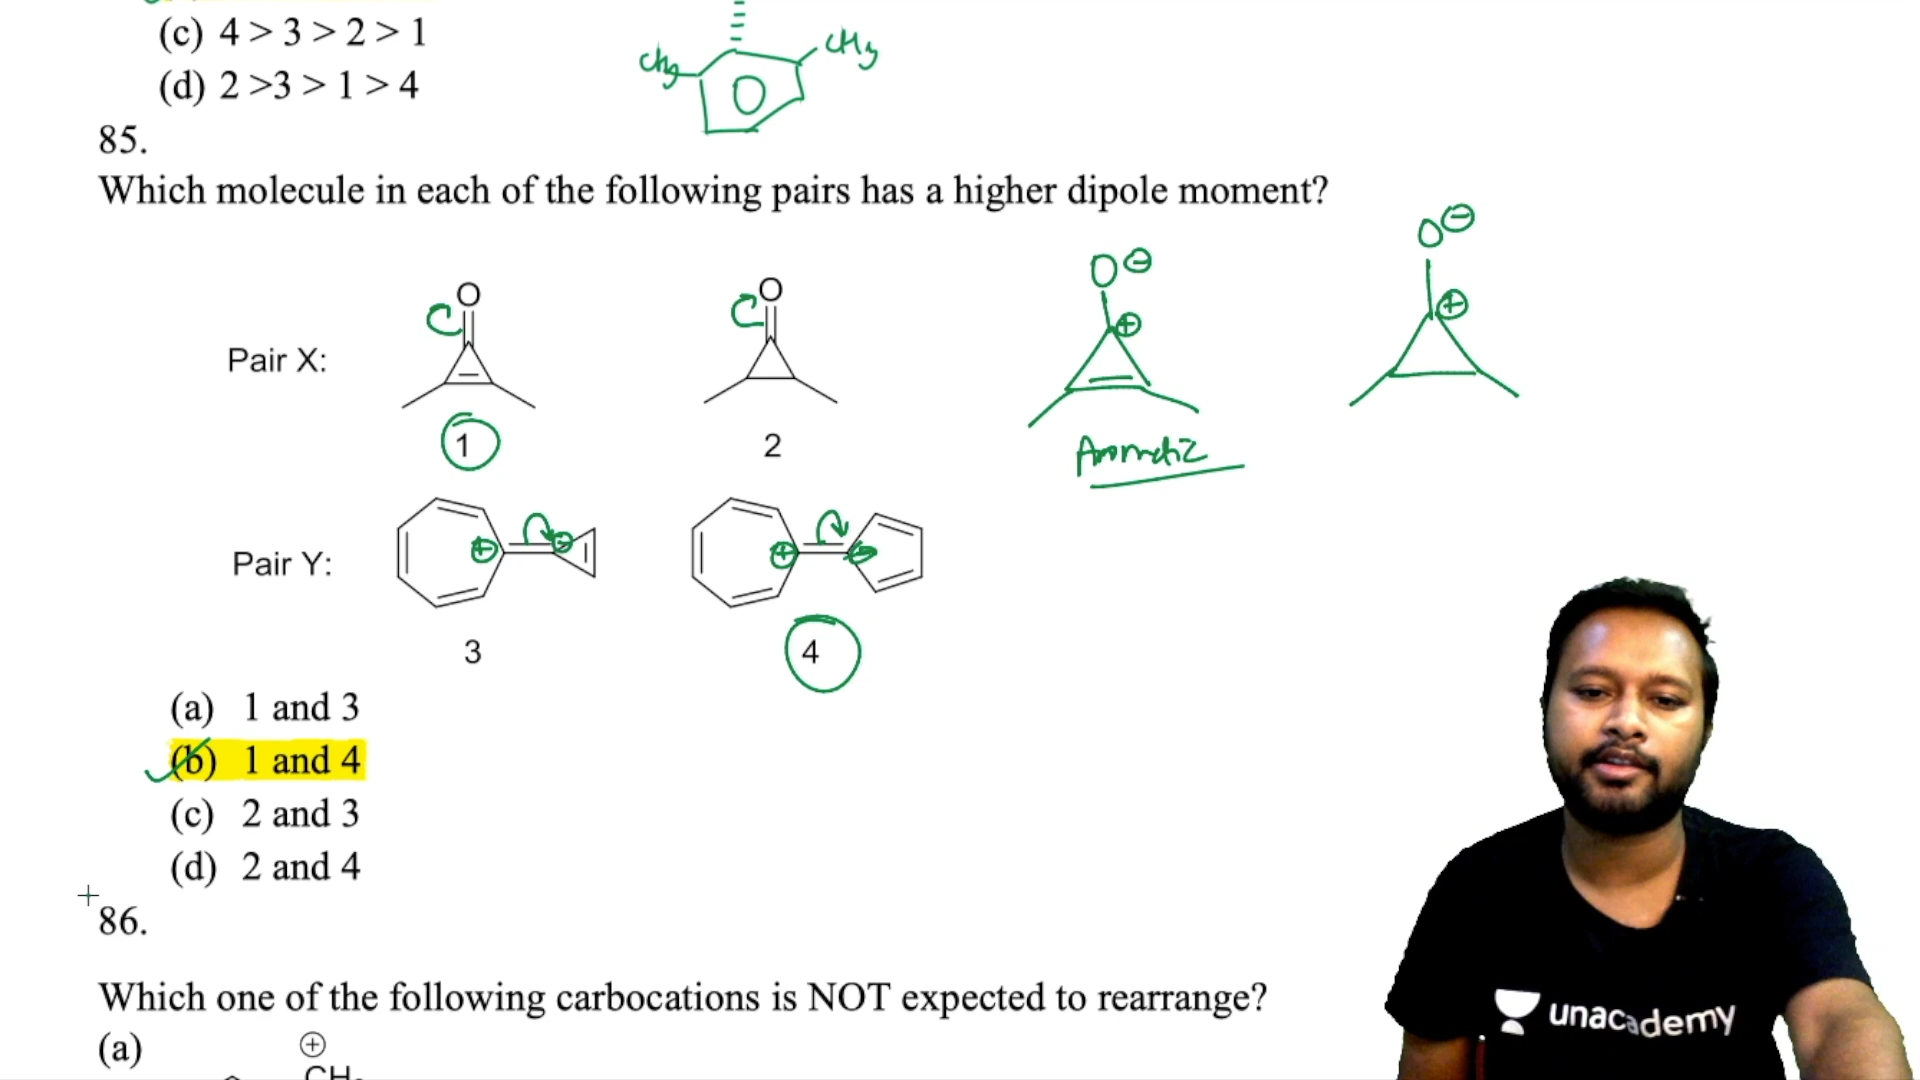 (c) 4 > 3 > 2 > 1
CH3
CH3
(d) 2 >3 > 1 > 4
85.
Which molecule in each of the following pairs has a higher dipole moment?
O⊖
O⊖
O
O
⊕
⊕
Pair X:
1
2
Aromatic
⊕ ⊖
⊕ ⊖
Pair Y:
3
4
(a) 1 and 3
(b) 1 and 4
(c) 2 and 3
(d) 2 and 4
86.
Which one of the following carbocations is NOT expected to rearrange?
(a)
⊕
unacademy